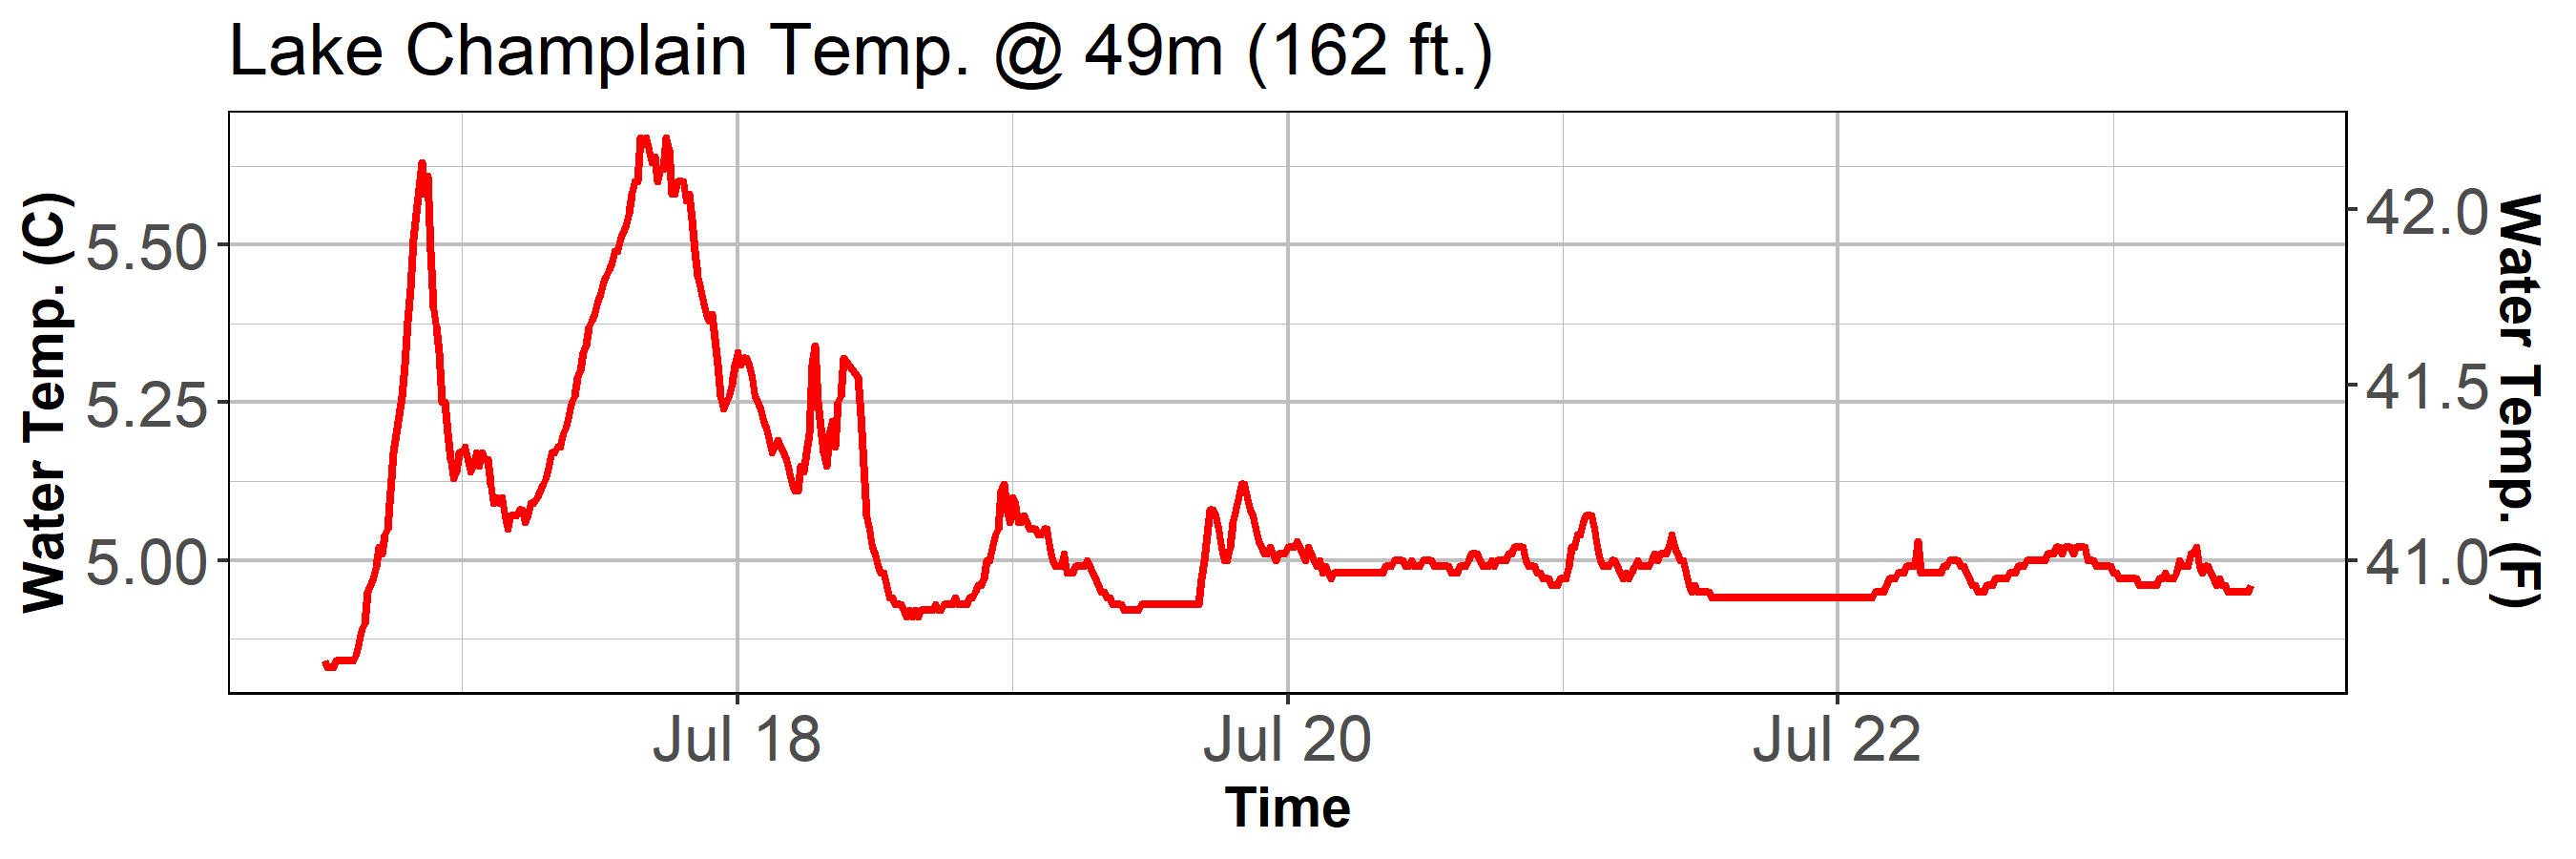 Lake Champlain Temp. @ 49m (162 ft.)
Water Temp. (C)
5.50
5.25
5.00
42.0
41.5
41.0
Water Temp. (F)
Jul 18
Jul 20
Jul 22
Time